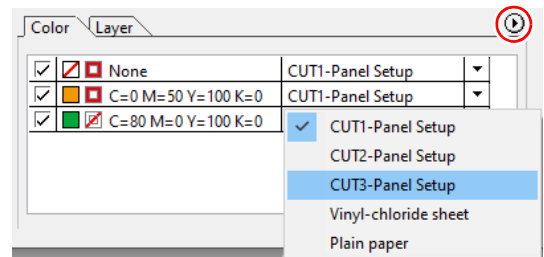 Color Layer
None CUT1-Panel Setup
C=0 M=50 Y=100 K=0 CUT1-Panel Setup
C=80 M=0 Y=100 K=0
CUT1-Panel Setup
CUT2-Panel Setup
CUT3-Panel Setup
Vinyl-chloride sheet
Plain paper